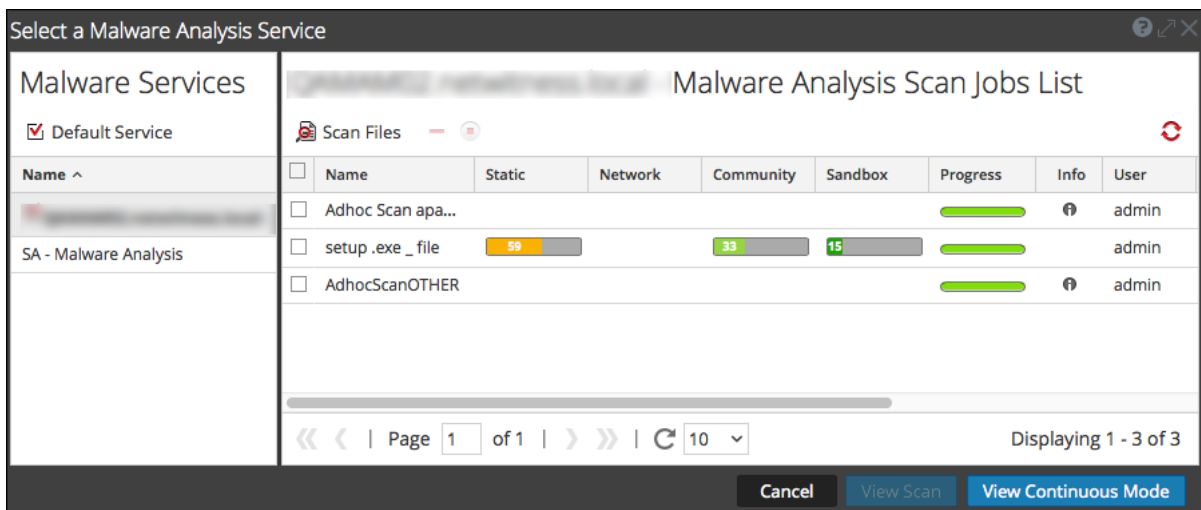 Select a Malware Analysis Service
Malware Services
Default Service
Name
SA - Malware Analysis
Malware Analysis Scan Jobs List
Scan Files
Name Static Network Community Sandbox Progress Info User
Adhoc Scan apa... admin
setup .exe _ file 59 33 15 admin
AdhocScanOTHER admin
Page 1 of 1 10 Displaying 1 - 3 of 3
Cancel View Scan View Continuous Mode